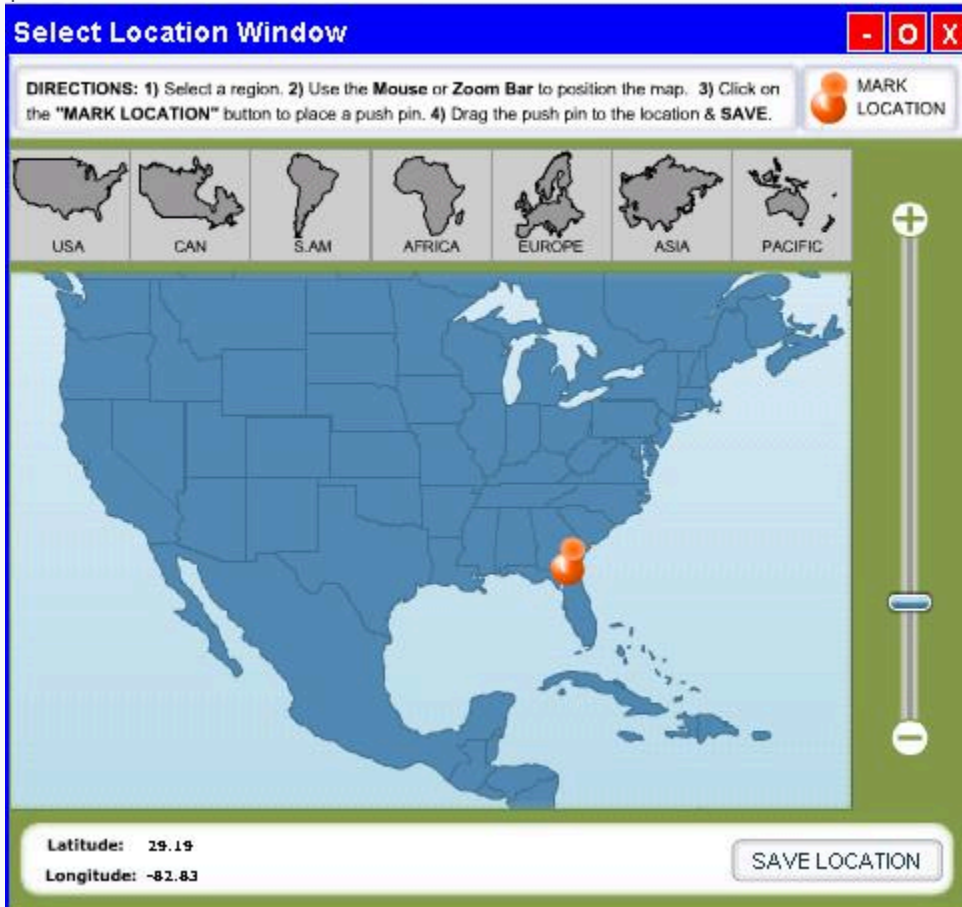 Select Location Window
- O X
DIRECTIONS: 1) Select a region. 2) Use the Mouse or Zoom Bar to position the map. 3) Click on
the "MARK LOCATION" button to place a push pin. 4) Drag the push pin to the location & SAVE.
MARK
LOCATION
USA CAN S.AM AFRICA EUROPE ASIA PACIFIC
Latitude: 29.19
Longitude: -82.83
SAVE LOCATION